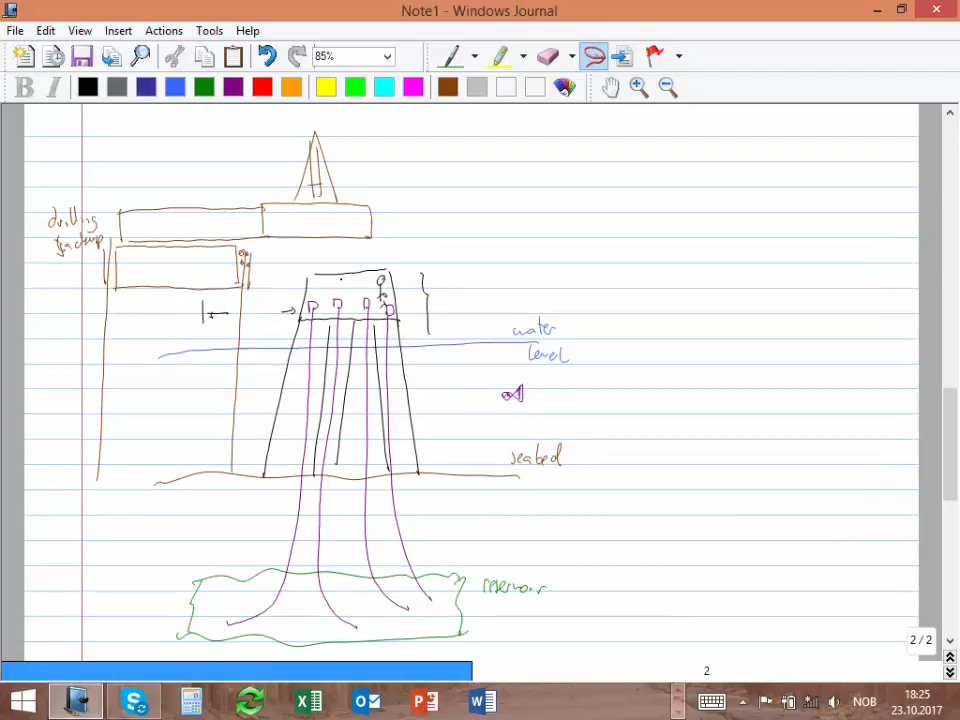 Note1 - Windows Journal
File Edit View Insert Actions Tools Help
85%
B I
drilling
jackup
water
level
seabed
reservoir
2 / 2
2
NOB
18:25
23.10.2017